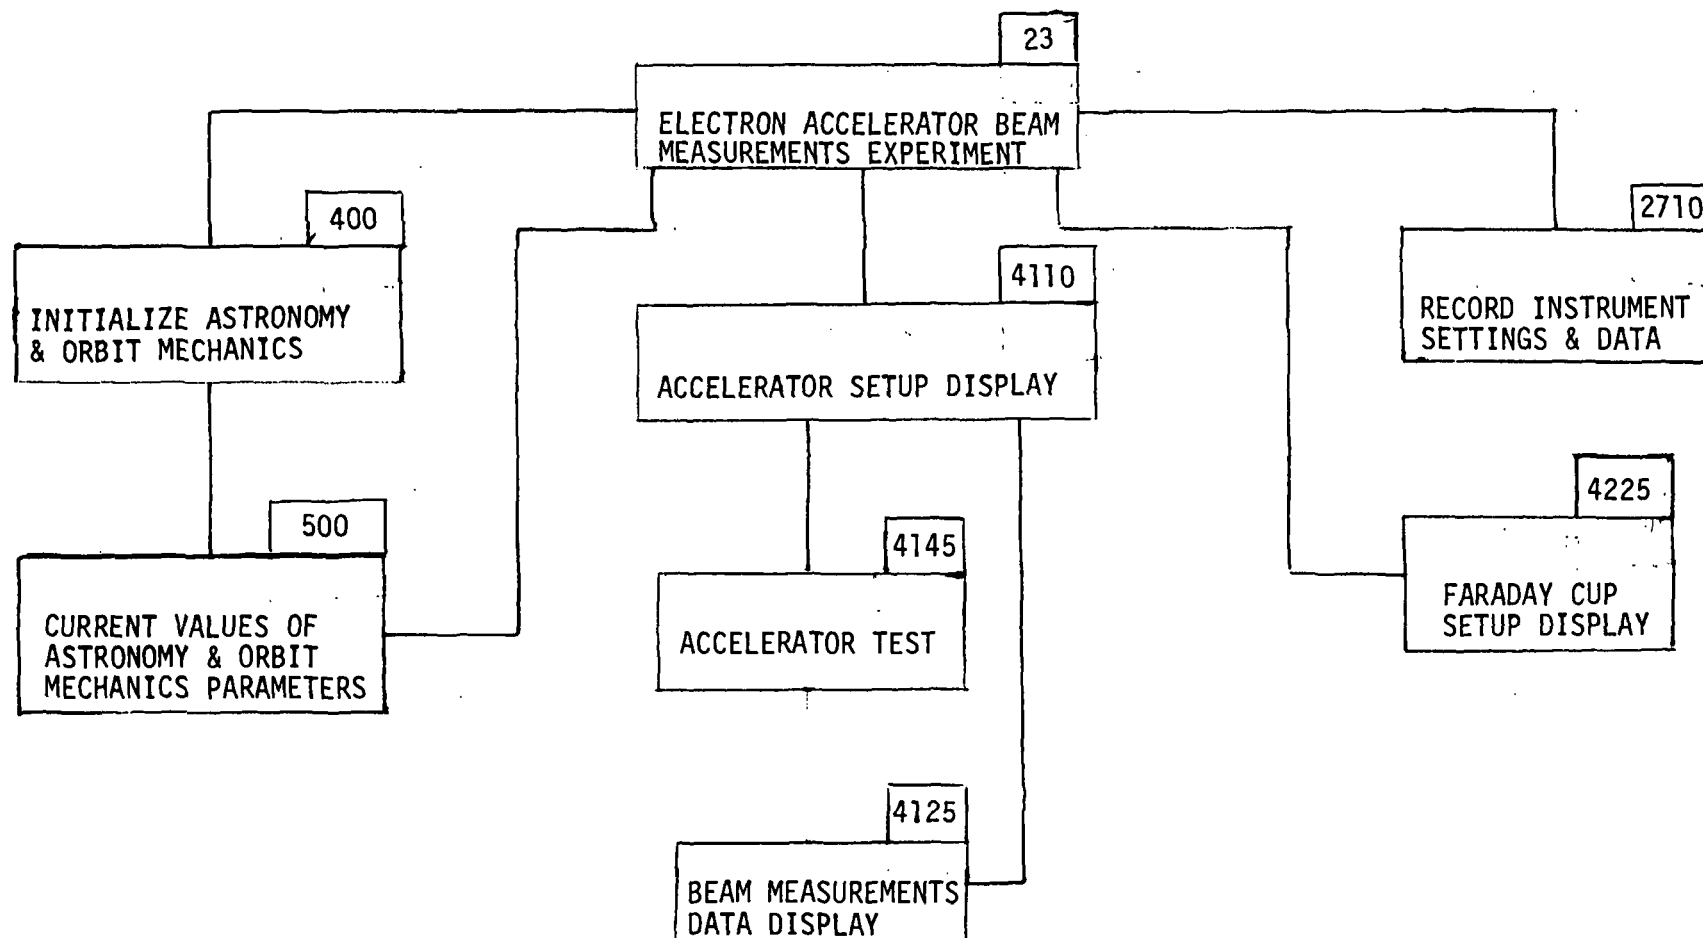 23
ELECTRON ACCELERATOR BEAM
MEASUREMENTS EXPERIMENT
400
INITIALIZE ASTRONOMY
& ORBIT MECHANICS
4110
ACCELERATOR SETUP DISPLAY
2710
RECORD INSTRUMENT
SETTINGS & DATA
500
CURRENT VALUES OF
ASTRONOMY & ORBIT
MECHANICS PARAMETERS
4145
ACCELERATOR TEST
4225
FARADAY CUP
SETUP DISPLAY
4125
BEAM MEASUREMENTS
DATA DISPLAY